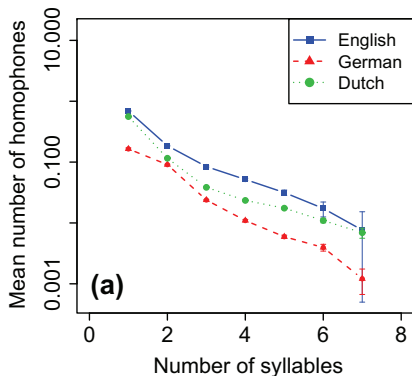 10.000
0.100
0.001
Mean number of homophones
English
German
Dutch
(a)
0 2 4 6 8
Number of syllables